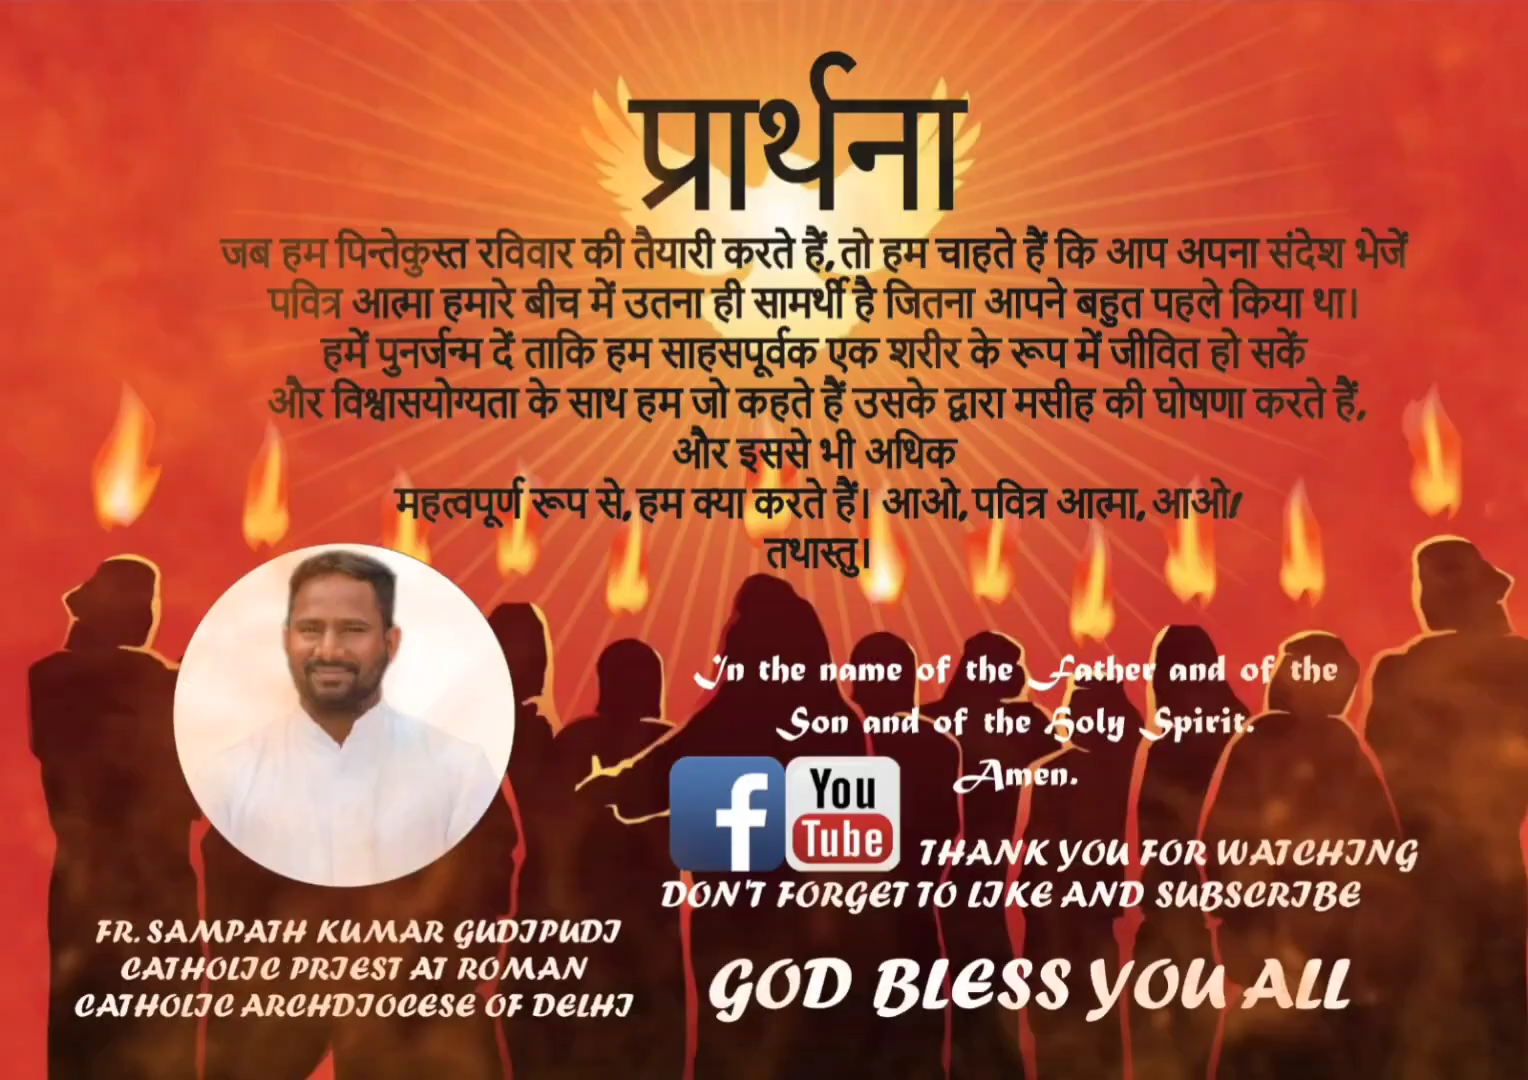 प्रार्थना
जब हम पिन्तेकुस्त रविवार की तैयारी करते हैं, तो हम चाहते हैं कि आप अपना संदेश भेजें
पवित्र आत्मा हमारे बीच में उतना ही सामर्थी है जितना आपने बहुत पहले किया था।
हमें पुनर्जन्म दें ताकि हम साहसपूर्वक एक शरीर के रूप में जीवित हो सकें
और विश्वासयोग्यता के साथ हम जो कहते हैं उसके द्वारा मसीह की घोषणा करते हैं,
और इससे भी अधिक
महत्वपूर्ण रूप से, हम क्या करते हैं। आओ, पवित्र आत्मा, आओ!
तथास्तु।
In the name of the Father and of the
Son and of the Holy Spirit.
Amen.
f
You
Tube
THANK YOU FOR WATCHING
DON'T FORGET TO LIKE AND SUBSCRIBE
GOD BLESS YOU ALL
FR. SAMPATH KUMAR GUDIPUDI
CATHOLIC PRIEST AT ROMAN
CATHOLIC ARCHDIOCESE OF DELHI